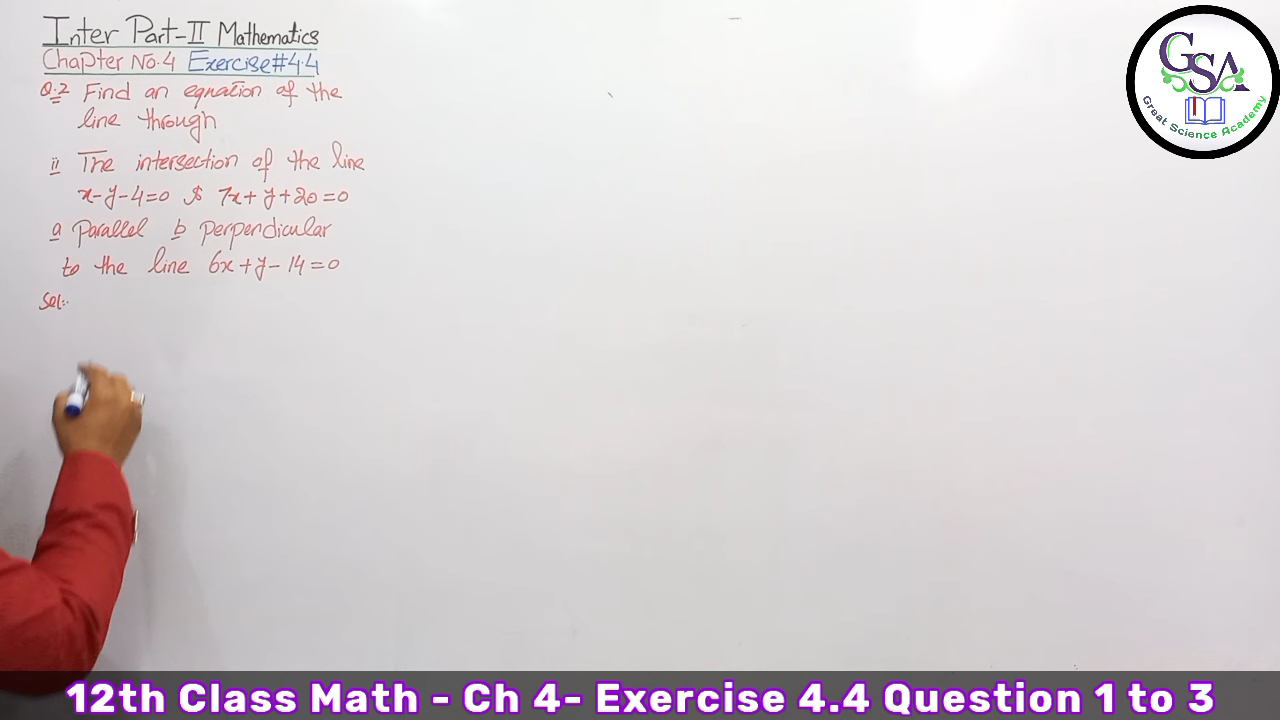 Inter Part-II Mathematics
Chapter No.4 Exercise#4.4
Q.2 Find an equation of the
line through
ii The intersection of the line
x-y-4=0 & 7x+y+20=0
a Parallel b perpendicular
to the line 6x+y-14=0
Sol:-
GSA
Great Science Academy
12th Class Math - Ch 4- Exercise 4.4 Question 1 to 3